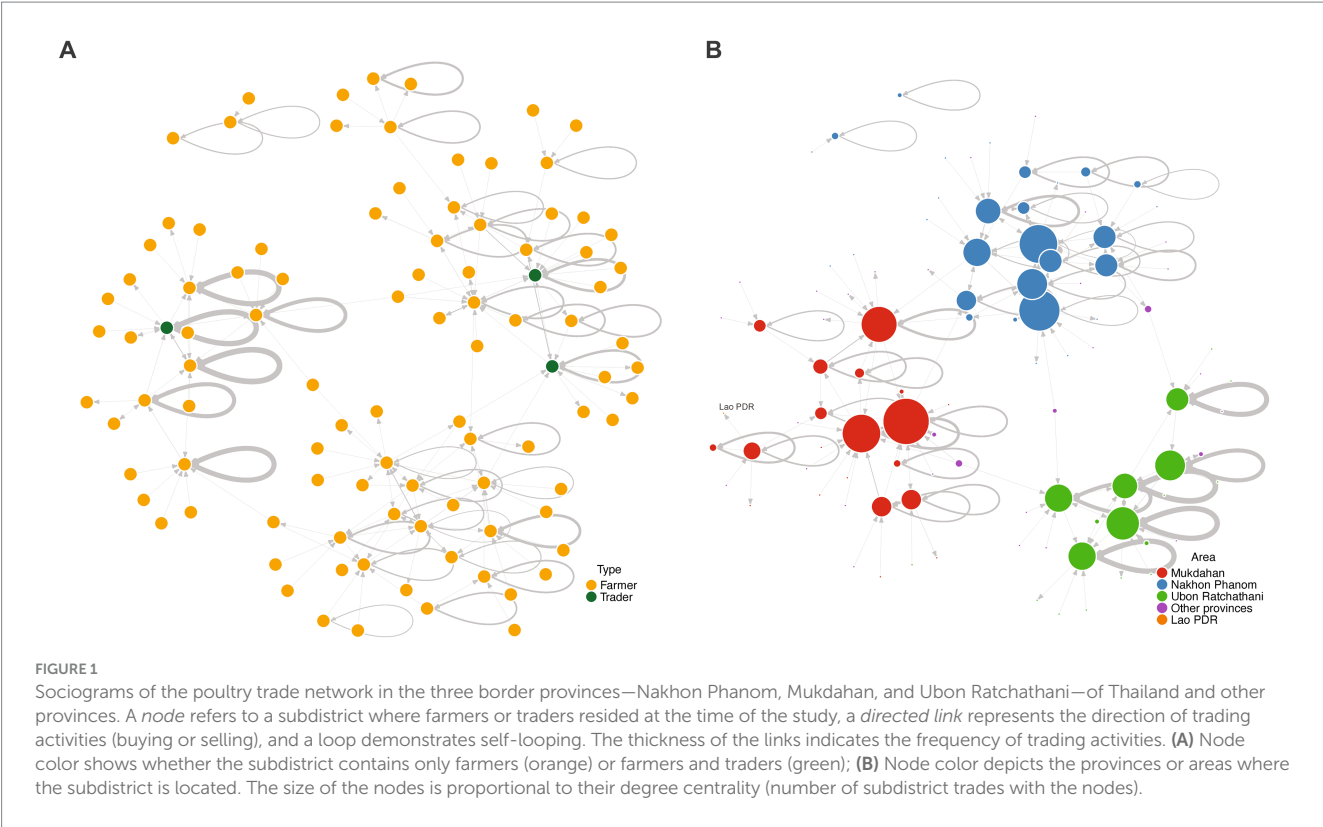 A
B
Lao PDR
Type
Farmer
Trader
Area
Mukdahan
Nakhon Phanom
Ubon Ratchathani
Other provinces
Lao PDR
FIGURE 1
Sociograms of the poultry trade network in the three border provinces—Nakhon Phanom, Mukdahan, and Ubon Ratchathani—of Thailand and other
provinces. A node refers to a subdistrict where farmers or traders resided at the time of the study, a directed link represents the direction of trading
activities (buying or selling), and a loop demonstrates self-looping. The thickness of the links indicates the frequency of trading activities. (A) Node
color shows whether the subdistrict contains only farmers (orange) or farmers and traders (green); (B) Node color depicts the provinces or areas where
the subdistrict is located. The size of the nodes is proportional to their degree centrality (number of subdistrict trades with the nodes).